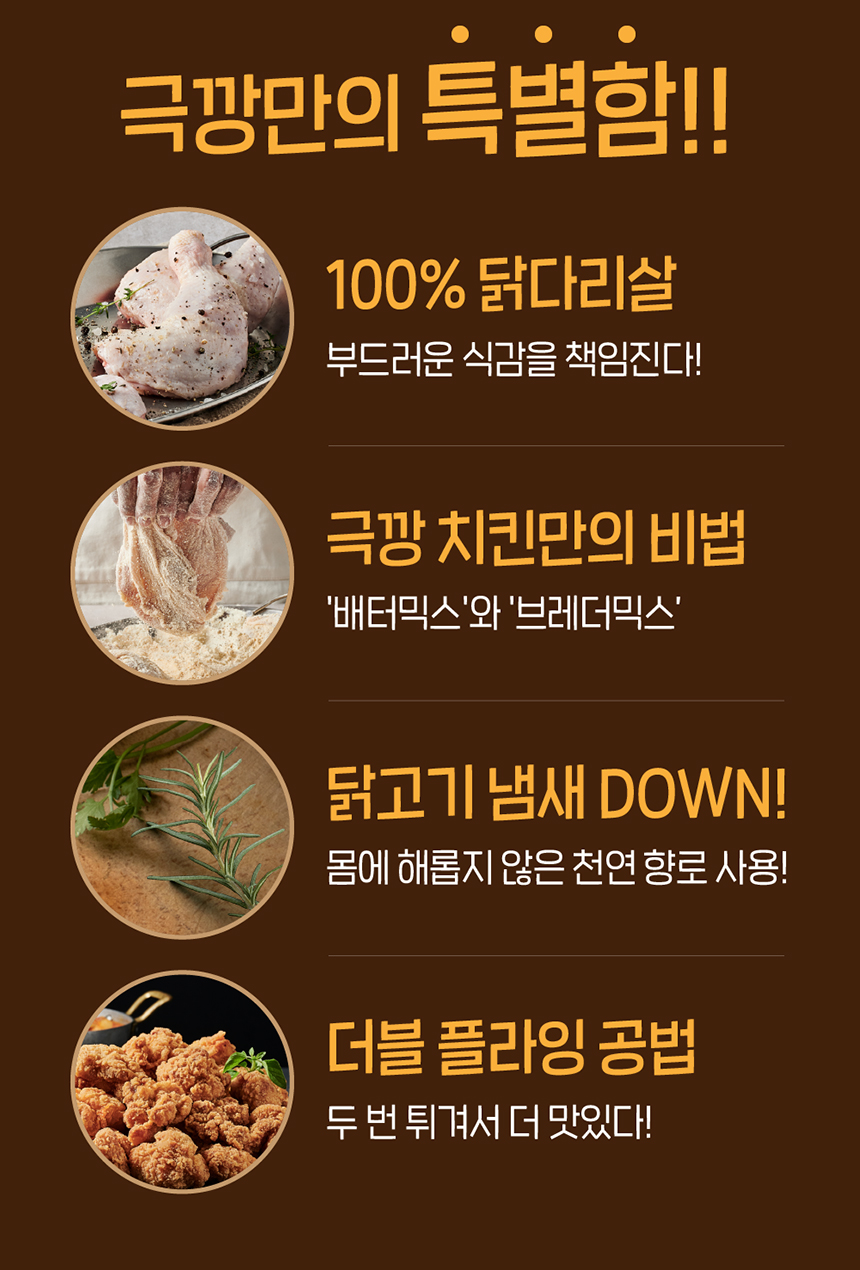 극깡만의 특별함!!
100% 닭다리살
부드러운 식감을 책임진다!
극깡 치킨만의 비법
'배터믹스'와 '브레더믹스'
닭고기 냄새 DOWN!
몸에 해롭지 않은 천연 향로 사용!
더블 플라잉 공법
두 번 튀겨서 더 맛있다!